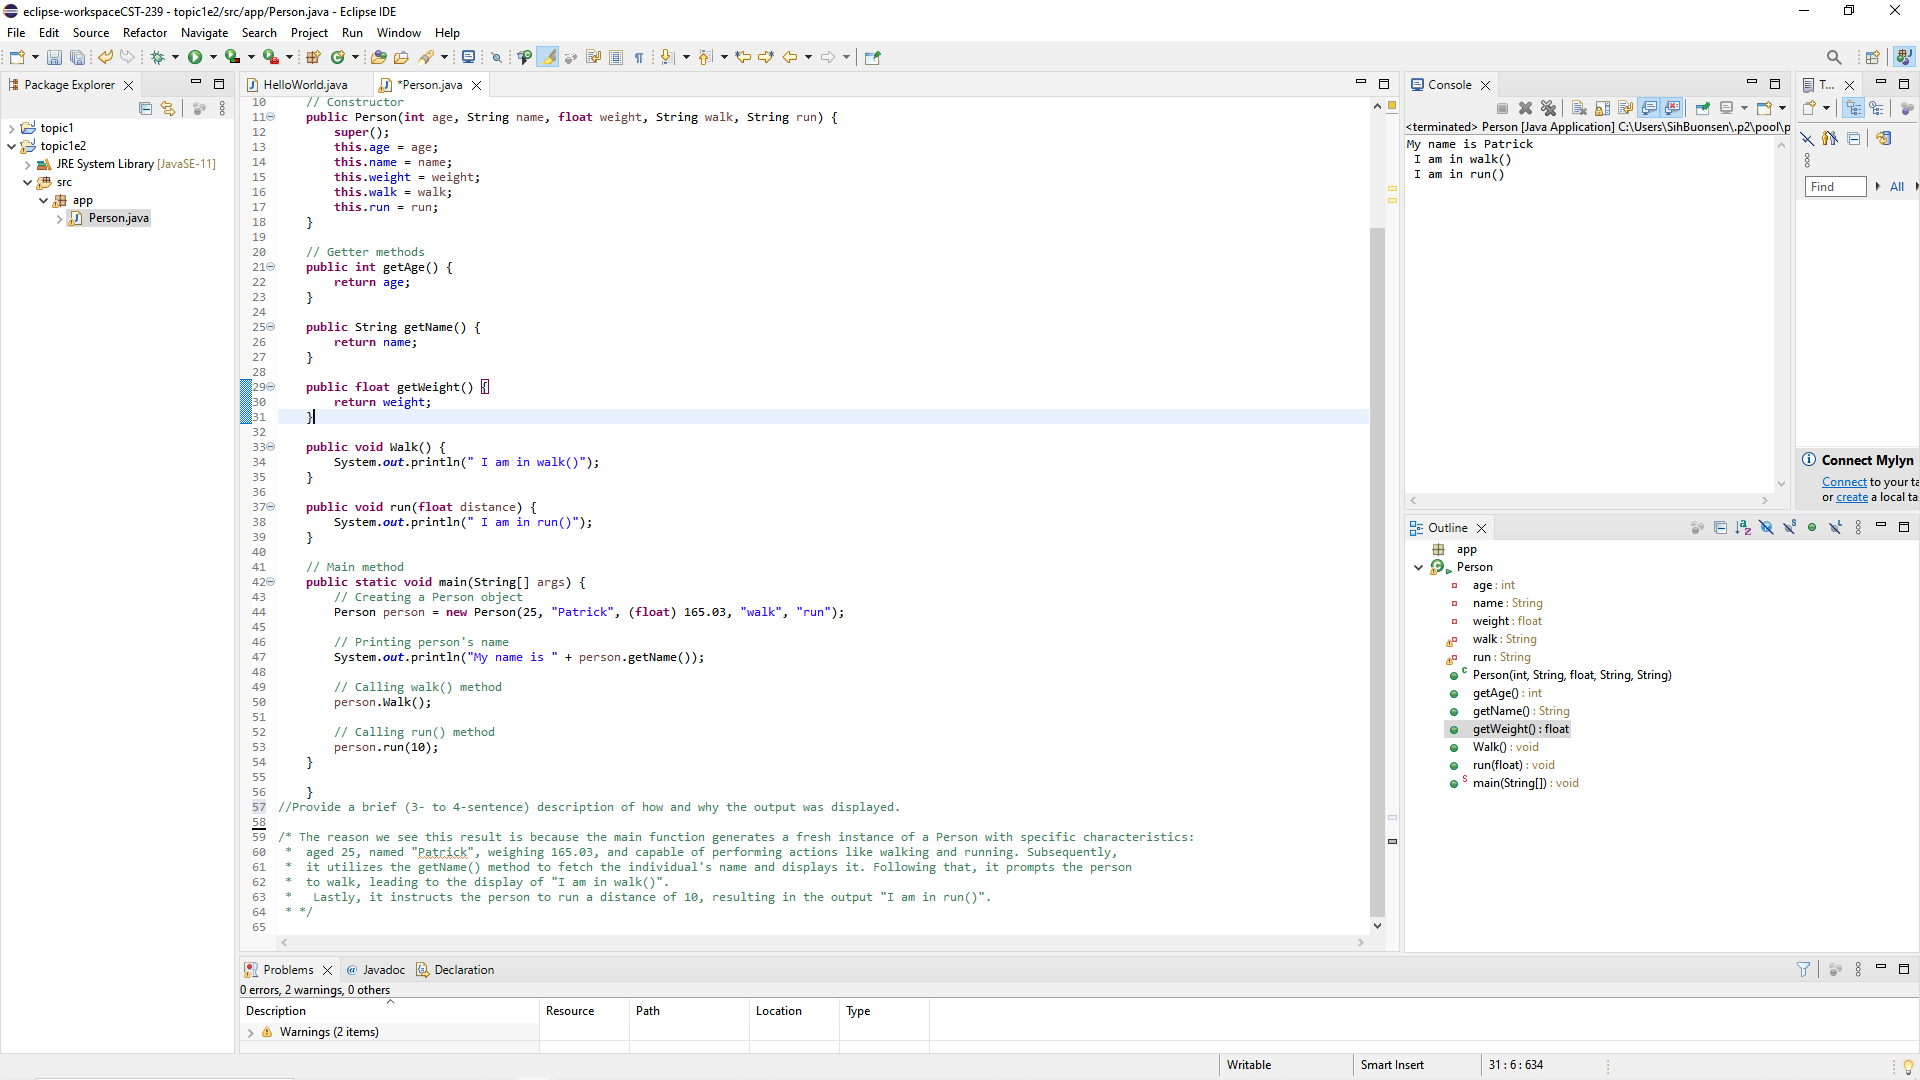 eclipse-workspaceCST-239 - topic1e2/src/app/Person.java - Eclipse IDE
File Edit Source Refactor Navigate Search Project Run Window Help
Package Explorer
topic1
topic1e2
JRE System Library [JavaSE-11]
src
app
Person.java
HelloWorld.java
*Person.java
10 // Constructor
11 public Person(int age, String name, float weight, String walk, String run) {
12 super();
13 this.age = age;
14 this.name = name;
15 this.weight = weight;
16 this.walk = walk;
17 this.run = run;
18 }
19
20 // Getter methods
21 public int getAge() {
22 return age;
23 }
24
25 public String getName() {
26 return name;
27 }
28
29 public float getWeight() {
30 return weight;
31 }
32
33 public void Walk() {
34 System.out.println(" I am in walk()");
35 }
36
37 public void run(float distance) {
38 System.out.println(" I am in run()");
39 }
40
41 // Main method
42 public static void main(String[] args) {
43 // Creating a Person object
44 Person person = new Person(25, "Patrick", (float) 165.03, "walk", "run");
45
46 // Printing person's name
47 System.out.println("My name is " + person.getName());
48
49 // Calling walk() method
50 person.Walk();
51
52 // Calling run() method
53 person.run(10);
54 }
55
56 }
57 //Provide a brief (3- to 4-sentence) description of how and why the output was displayed.
58
59 /* The reason we see this result is because the main function generates a fresh instance of a Person with specific characteristics:
60 * aged 25, named "Patrick", weighing 165.03, and capable of performing actions like walking and running. Subsequently,
61 * it utilizes the getName() method to fetch the individual's name and displays it. Following that, it prompts the person
62 * to walk, leading to the display of "I am in walk()".
63 * Lastly, it instructs the person to run a distance of 10, resulting in the output "I am in run()".
64 * */
65
Console
<terminated> Person [Java Application] C:\Users\SihBuonsen\.p2\pool\p
My name is Patrick
I am in walk()
I am in run()
T...
Find
All
Connect Mylyn
Connect to your ta
or create a local ta
Outline
app
Person
age : int
name : String
weight : float
walk : String
run : String
Person(int, String, float, String, String)
getAge() : int
getName() : String
getWeight() : float
Walk() : void
run(float) : void
main(String[]) : void
Problems
@ Javadoc
Declaration
0 errors, 2 warnings, 0 others
Description Resource Path Location Type
Warnings (2 items)
Writable
Smart Insert
31 : 6 : 634